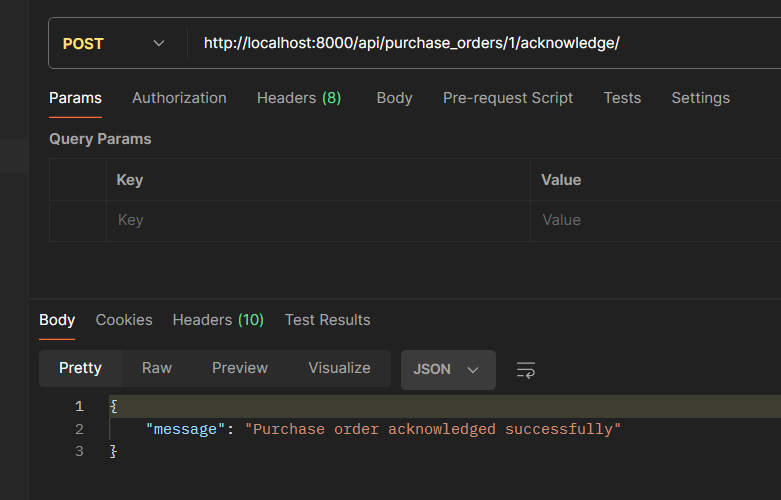 POST http://localhost:8000/api/purchase_orders/1/acknowledge/
Params Authorization Headers (8) Body Pre-request Script Tests Settings
Query Params
Key Value
Key Value
Body Cookies Headers (10) Test Results
Pretty Raw Preview Visualize JSON
1 {
2 "message": "Purchase order acknowledged successfully"
3 }